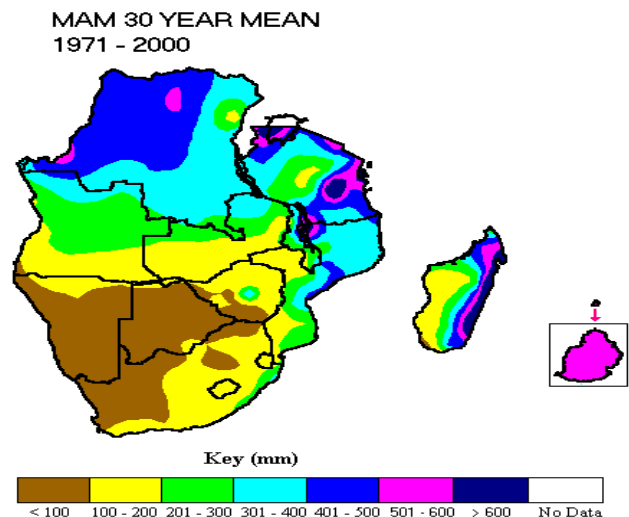 MAM 30 YEAR MEAN
1971 - 2000
Key (mm)
< 100 100 - 200 201 - 300 301 - 400 401 - 500 501 - 600 > 600 No Data